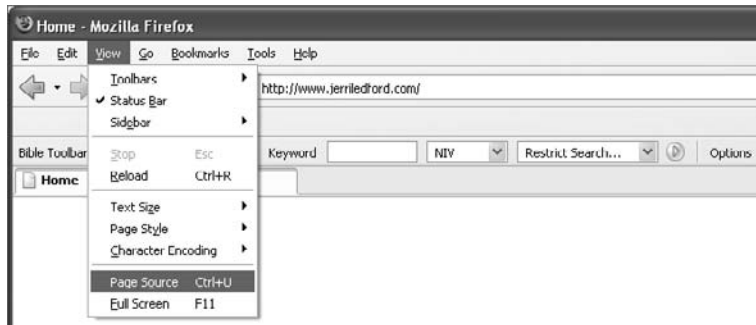 Home - Mozilla Firefox
File Edit View Go Bookmarks Tools Help
Toolbars
http://www.jerriledford.com/
Status Bar
Sidebar
Bible Toolbar Stop Esc Keyword NIV Restrict Search... Options
Reload Ctrl+R
Home
Text Size
Page Style
Character Encoding
Page Source Ctrl+U
Full Screen F11